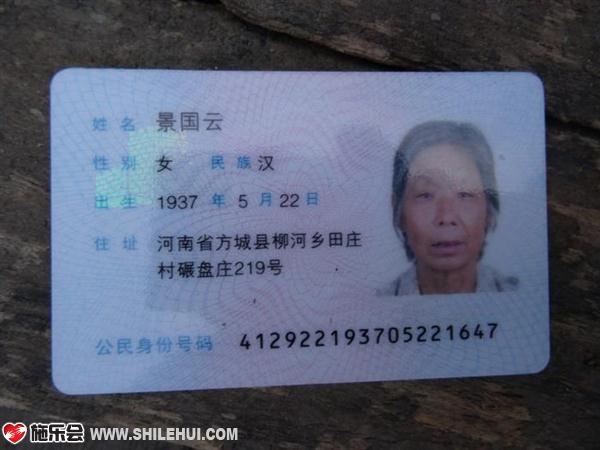 姓名 景国云
性别 女 民族 汉
出生 1937 年 5 月 22 日
住址 河南省方城县柳河乡田庄
村碾盘庄219号
公民身份号码 412922193705221647
施乐会 WWW.SHILEHUI.COM